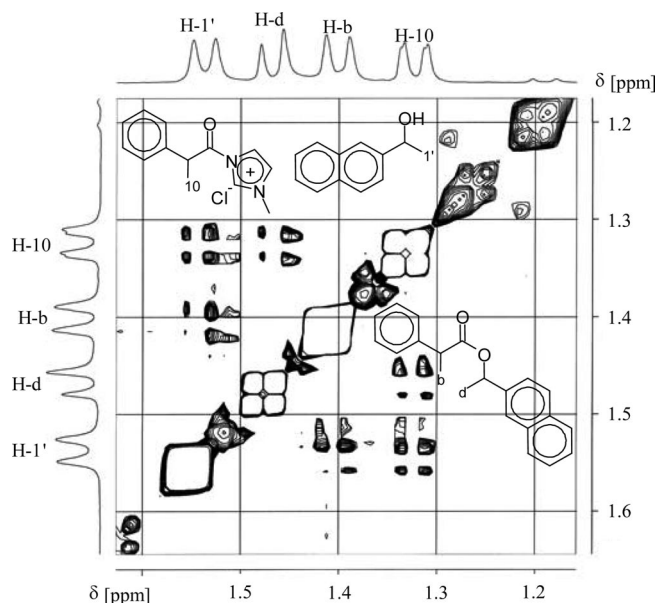 H-1' H-d H-b H-10
δ [ppm]
O
N
+
N
10
Cl-
OH
1'
1.2
1.3
1.4
1.5
1.6
H-10
H-b
H-d
H-1'
O
O
b
d
δ [ppm]
δ [ppm] 1.5 1.4 1.3 1.2